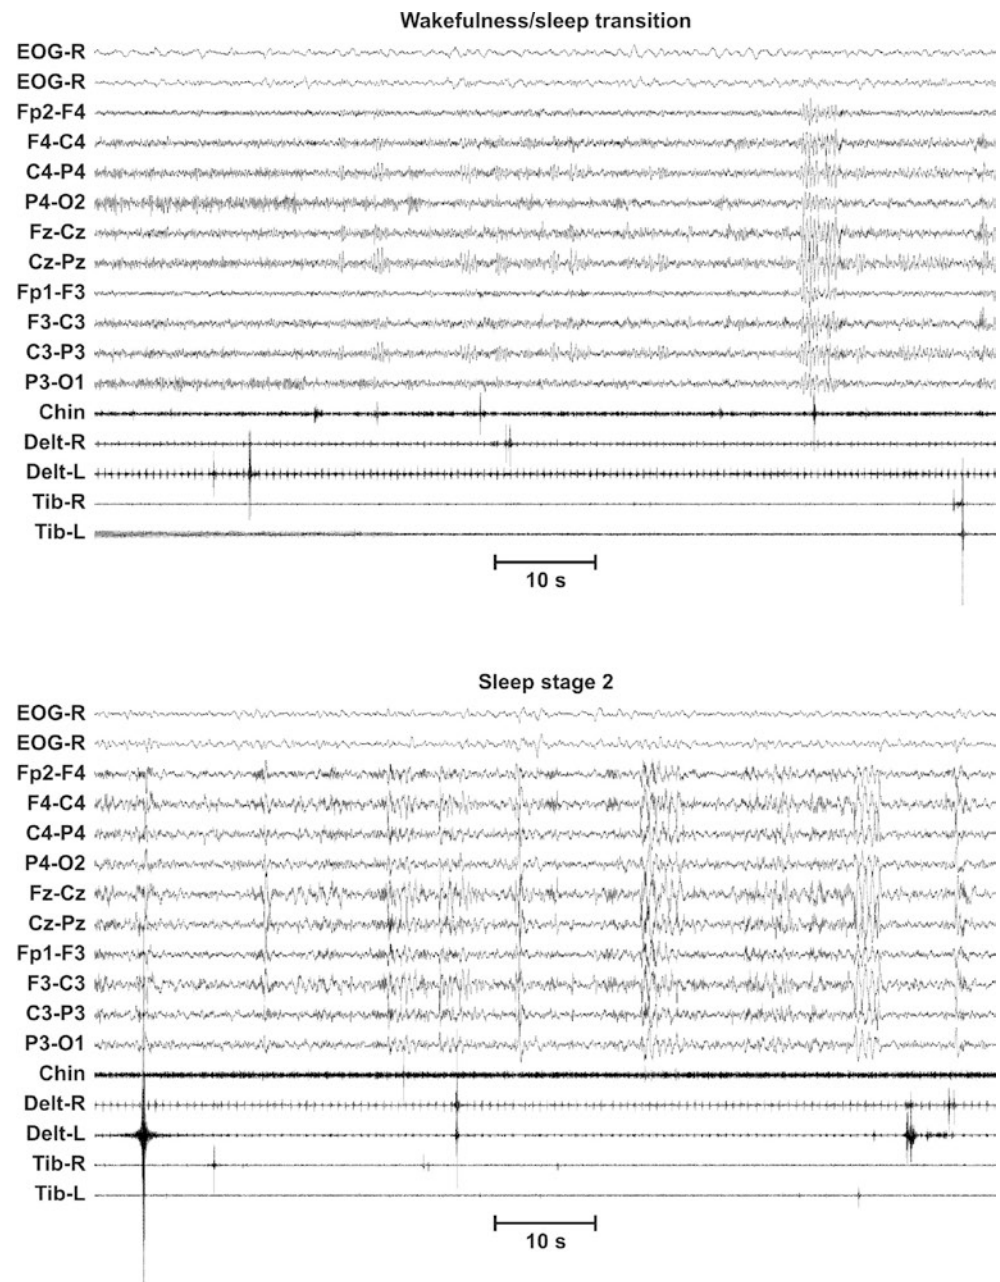 Wakefulness/sleep transition
EOG-R
EOG-R
Fp2-F4
F4-C4
C4-P4
P4-O2
Fz-Cz
Cz-Pz
Fp1-F3
F3-C3
C3-P3
P3-O1
Chin
Delt-R
Delt-L
Tib-R
Tib-L
10 s
Sleep stage 2
EOG-R
EOG-R
Fp2-F4
F4-C4
C4-P4
P4-O2
Fz-Cz
Cz-Pz
Fp1-F3
F3-C3
C3-P3
P3-O1
Chin
Delt-R
Delt-L
Tib-R
Tib-L
10 s